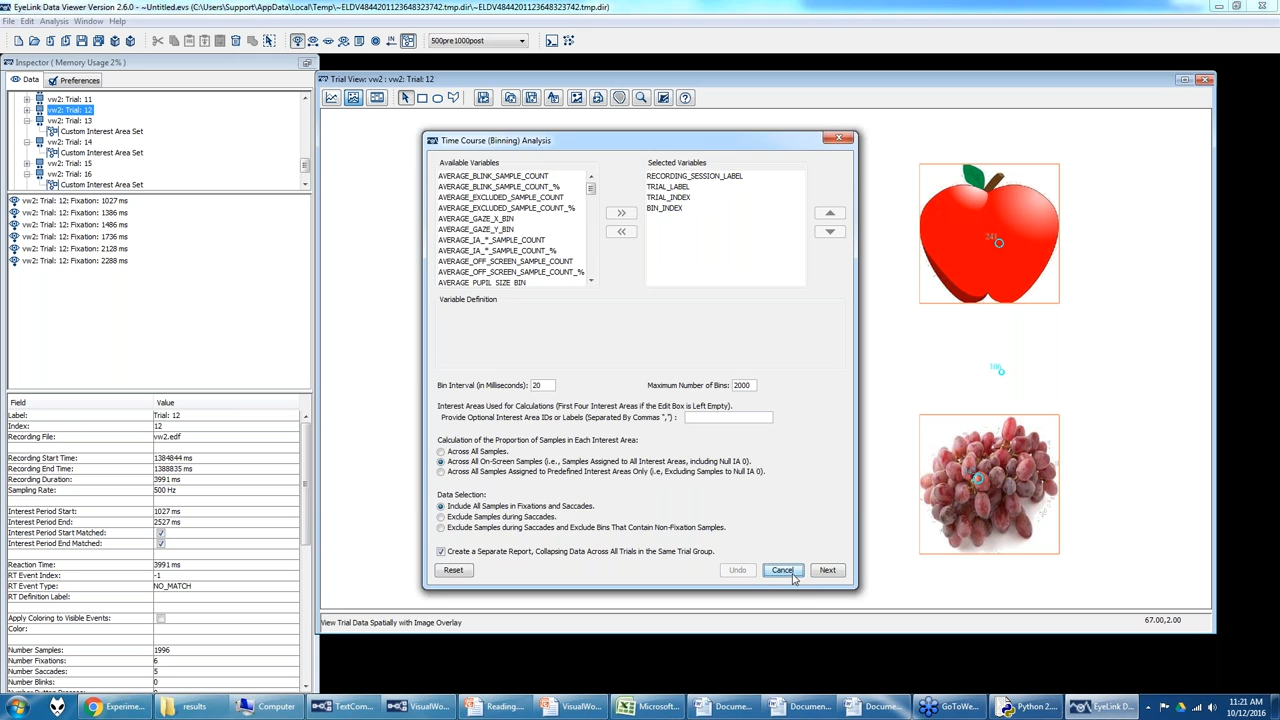 EyeLink Data Viewer Version 2.6.0 - ~Untitled.evs (C:\Users\Support\AppData\Local\Temp\~ELDV4844201123648323742.tmp.dir\~ELDV4844201123648323742.tmp.dir)
File Edit Analysis Window Help
500pre1000post
Inspector ( Memory Usage 2% )
Data Preferences
vw2: Trial: 11
vw2: Trial: 12
vw2: Trial: 13
Custom Interest Area Set
vw2: Trial: 14
Custom Interest Area Set
vw2: Trial: 15
vw2: Trial: 16
Custom Interest Area Set
vw2: Trial: 12: Fixation: 1027 ms
vw2: Trial: 12: Fixation: 1386 ms
vw2: Trial: 12: Fixation: 1486 ms
vw2: Trial: 12: Fixation: 1736 ms
vw2: Trial: 12: Fixation: 2128 ms
vw2: Trial: 12: Fixation: 2288 ms
Field Value
Label: Trial: 12
Index: 12
Recording File: vw2.edf
Recording Start Time: 1384844 ms
Recording End Time: 1388835 ms
Recording Duration: 3991 ms
Sampling Rate: 500 Hz
Interest Period Start: 1027 ms
Interest Period End: 2527 ms
Interest Period Start Matched:
Interest Period End Matched:
Reaction Time: 3991 ms
RT Event Index: -1
RT Event Type: NO_MATCH
RT Definition Label:
Apply Coloring to Visible Events:
Color:
Number Samples: 1996
Number Fixations: 6
Number Saccades: 5
Number Blinks: 0
Trial View: vw2 : vw2: Trial: 12
Time Course (Binning) Analysis
Available Variables
AVERAGE_BLINK_SAMPLE_COUNT
AVERAGE_BLINK_SAMPLE_COUNT_%
AVERAGE_EXCLUDED_SAMPLE_COUNT
AVERAGE_EXCLUDED_SAMPLE_COUNT_%
AVERAGE_GAZE_X_BIN
AVERAGE_GAZE_Y_BIN
AVERAGE_IA_*_SAMPLE_COUNT
AVERAGE_IA_*_SAMPLE_COUNT_%
AVERAGE_OFF_SCREEN_SAMPLE_COUNT
AVERAGE_OFF_SCREEN_SAMPLE_COUNT_%
AVERAGE_PUPIL_SIZE_BIN
>>
<<
Selected Variables
RECORDING_SESSION_LABEL
TRIAL_LABEL
TRIAL_INDEX
BIN_INDEX
Variable Definition
Bin Interval (in Milliseconds): 20 Maximum Number of Bins: 2000
Interest Areas Used for Calculations (First Four Interest Areas if the Edit Box is Left Empty).
Provide Optional Interest Area IDs or Labels (Separated By Commas ",") :
Calculation of the Proportion of Samples in Each Interest Area:
Across All Samples.
Across All On-Screen Samples (i.e., Samples Assigned to All Interest Areas, including Null IA 0).
Across All Samples Assigned to Predefined Interest Areas Only (i.e, Excluding Samples to Null IA 0).
Data Selection:
Include All Samples in Fixations and Saccades.
Exclude Samples during Saccades.
Exclude Samples during Saccades and Exclude Bins That Contain Non-Fixation Samples.
Create a Separate Report, Collapsing Data Across All Trials in the Same Trial Group.
Reset Undo Cancel Next
241
View Trial Data Spatially with Image Overlay
67.00,2.00
Experime... results Computer TextCom... VisualWo... Reading.... VisualWo... Microsoft... Docume... Documen... Docume... GoToWe... Python 2.... EyeLink D...
11:21 AM
10/12/2016